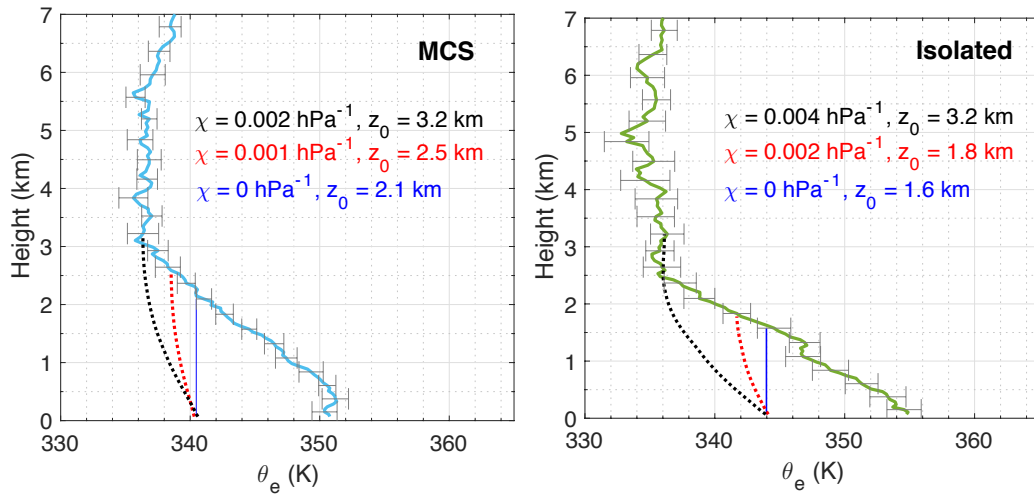 7
6
5
4
3
2
1
0
Height (km)
MCS
χ = 0.002 hPa⁻¹, z₀ = 3.2 km
χ = 0.001 hPa⁻¹, z₀ = 2.5 km
χ = 0 hPa⁻¹, z₀ = 2.1 km
330 340 350 360
θₑ (K)
7
6
5
4
3
2
1
0
Height (km)
Isolated
χ = 0.004 hPa⁻¹, z₀ = 3.2 km
χ = 0.002 hPa⁻¹, z₀ = 1.8 km
χ = 0 hPa⁻¹, z₀ = 1.6 km
330 340 350 360
θₑ (K)